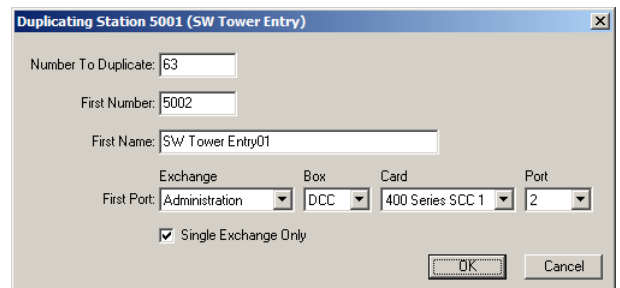 Duplicating Station 5001 (SW Tower Entry)
Number To Duplicate: 63
First Number: 5002
First Name: SW Tower Entry01
Exchange Box Card Port
First Port: Administration DCC 400 Series SCC 1 2
Single Exchange Only
OK Cancel